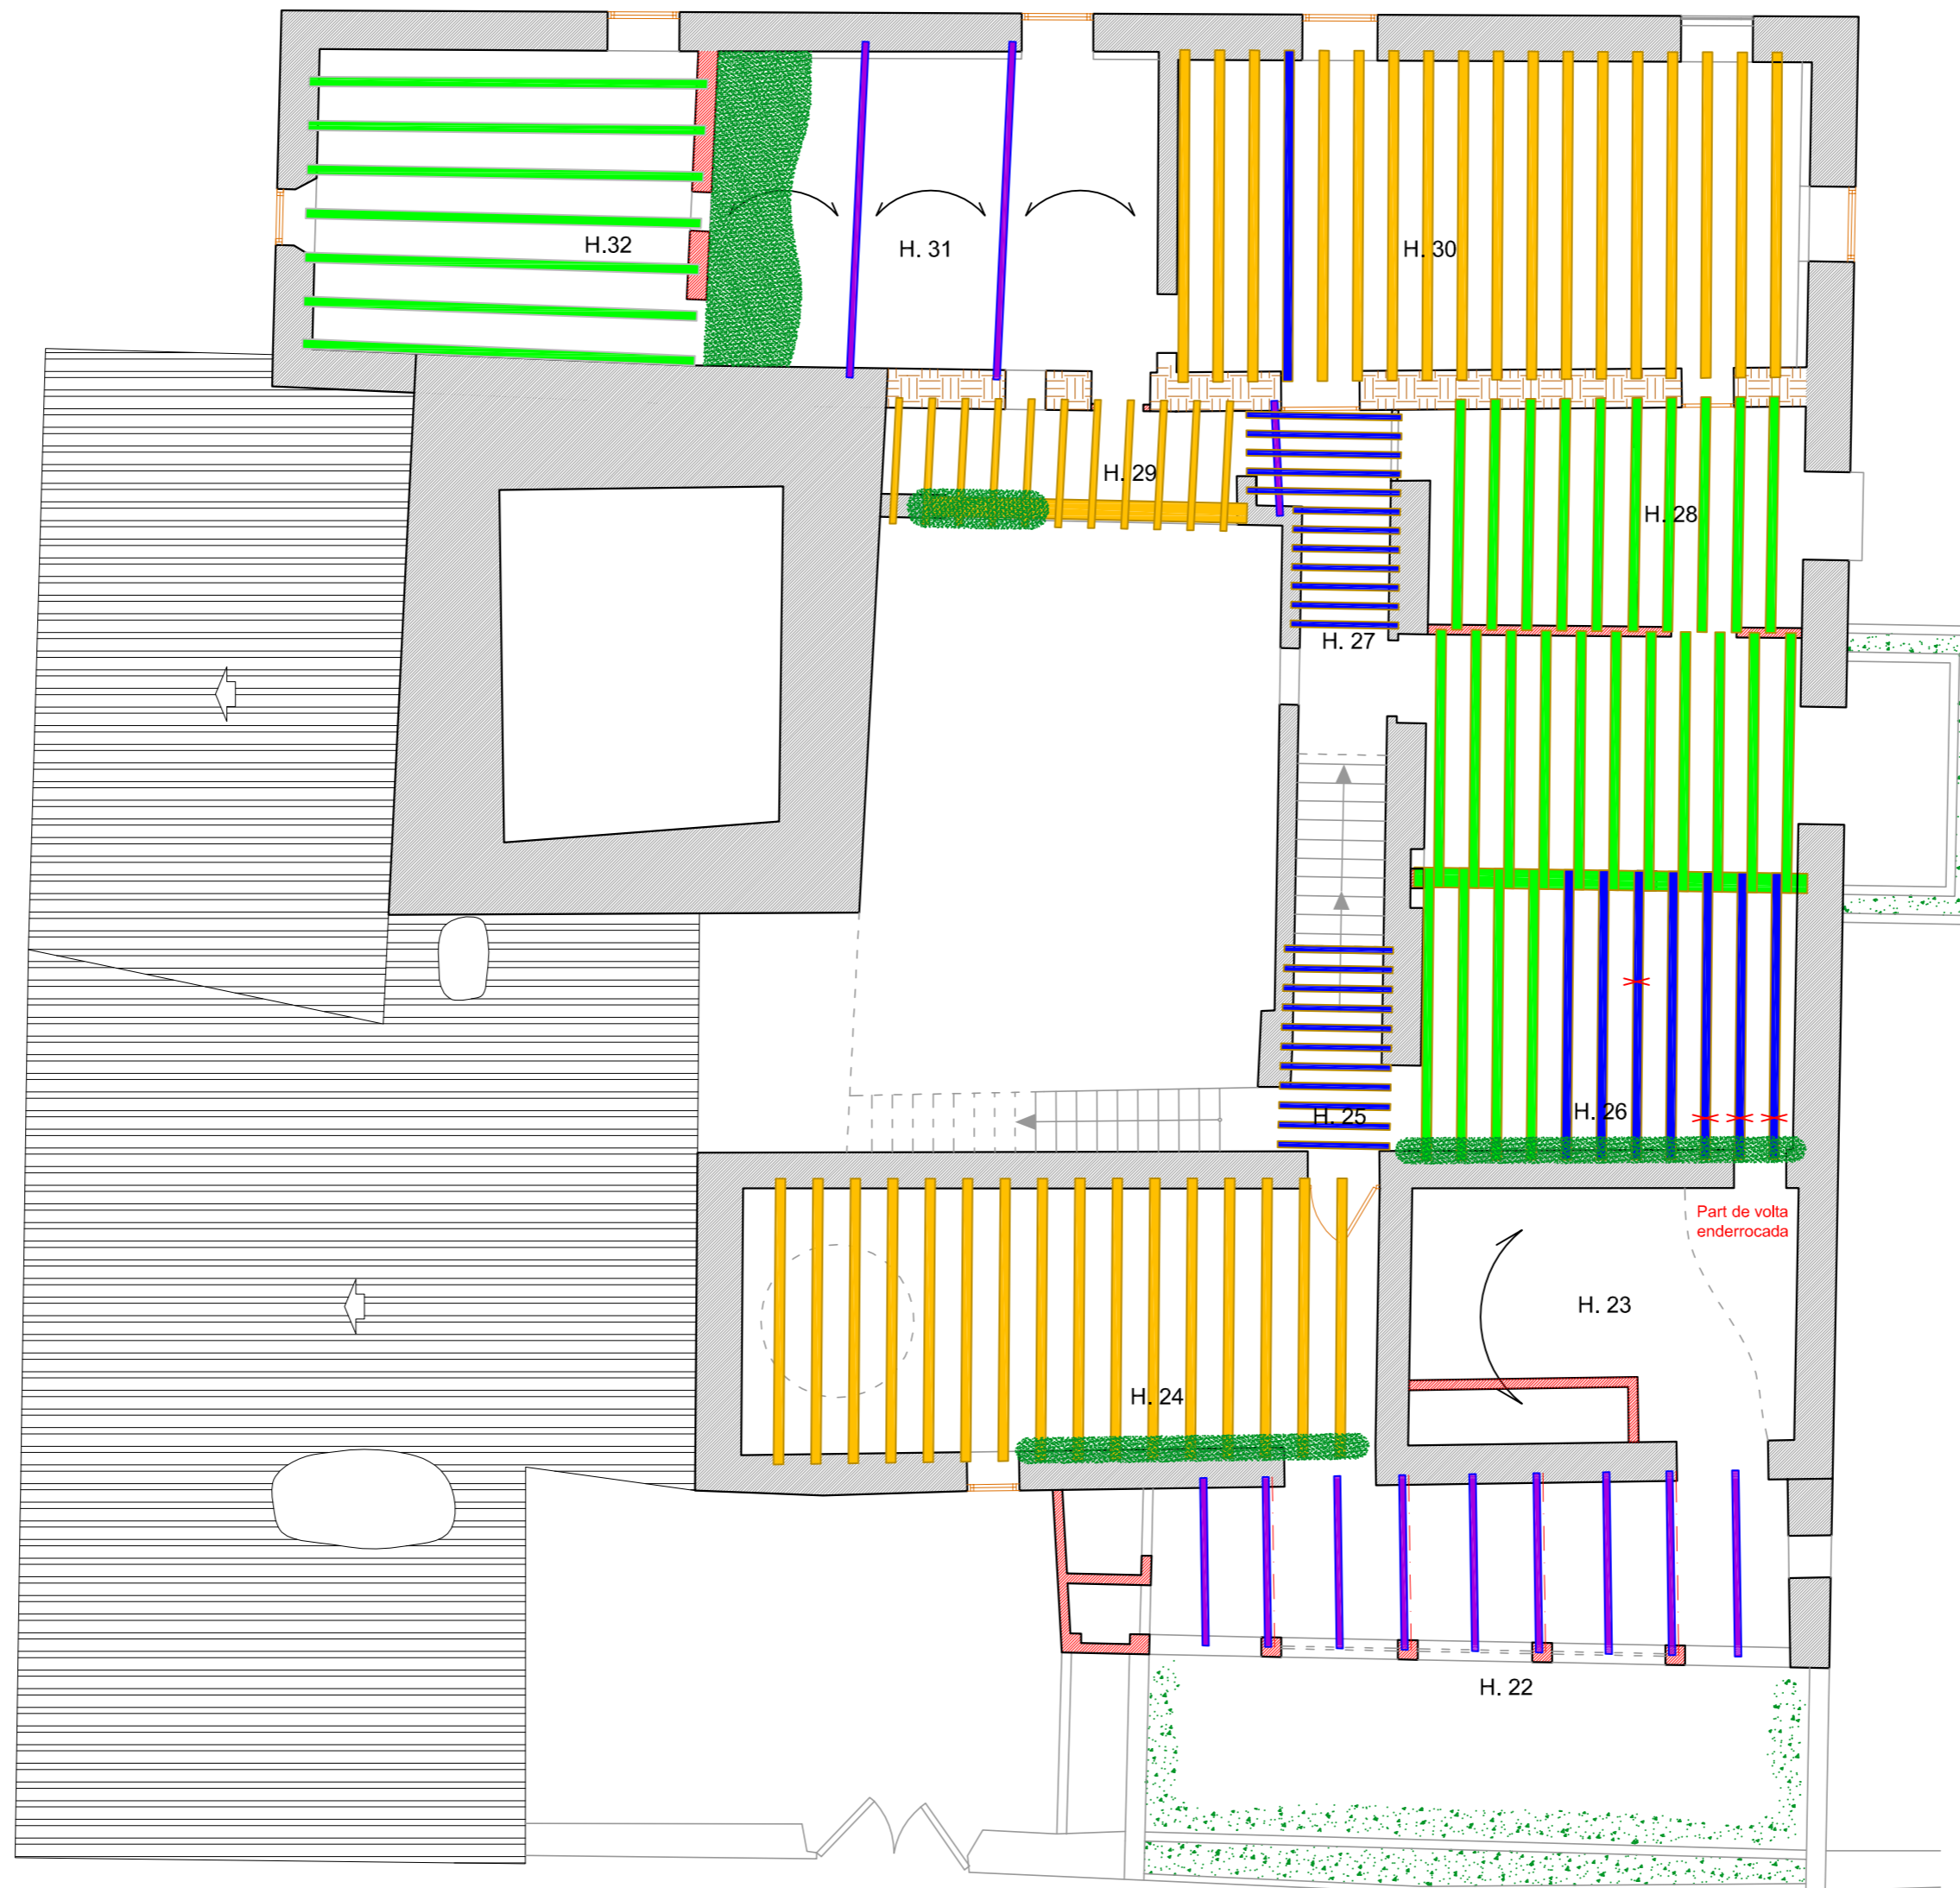 H.32
H. 31
H. 30
H. 29
H. 28
H. 27
H. 25
H. 26
Part de volta
enderrocada
H. 23
H. 24
H. 22